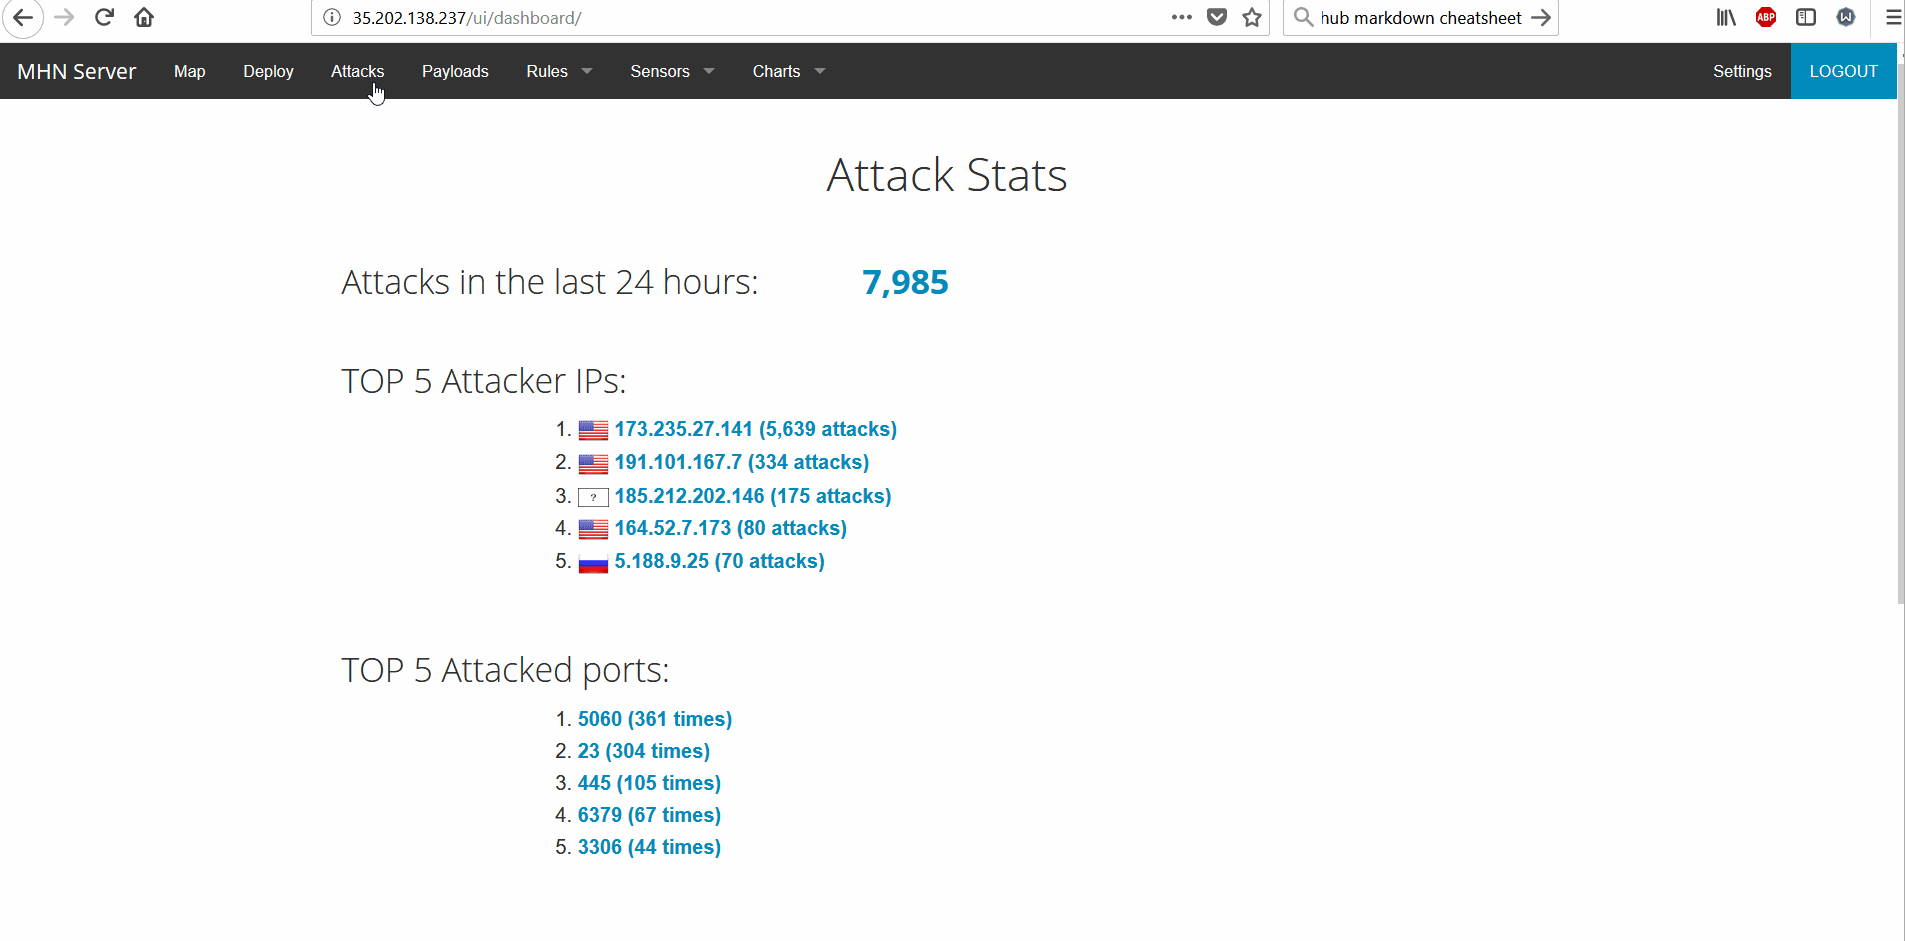 35.202.138.237/ui/dashboard/
hub markdown cheatsheet
ABP
W
MHN Server Map Deploy Attacks Payloads Rules Sensors Charts Settings LOGOUT
Attack Stats
Attacks in the last 24 hours: 7,985
TOP 5 Attacker IPs:
1. 173.235.27.141 (5,639 attacks)
2. 191.101.167.7 (334 attacks)
3. ? 185.212.202.146 (175 attacks)
4. 164.52.7.173 (80 attacks)
5. 5.188.9.25 (70 attacks)
TOP 5 Attacked ports:
1. 5060 (361 times)
2. 23 (304 times)
3. 445 (105 times)
4. 6379 (67 times)
5. 3306 (44 times)